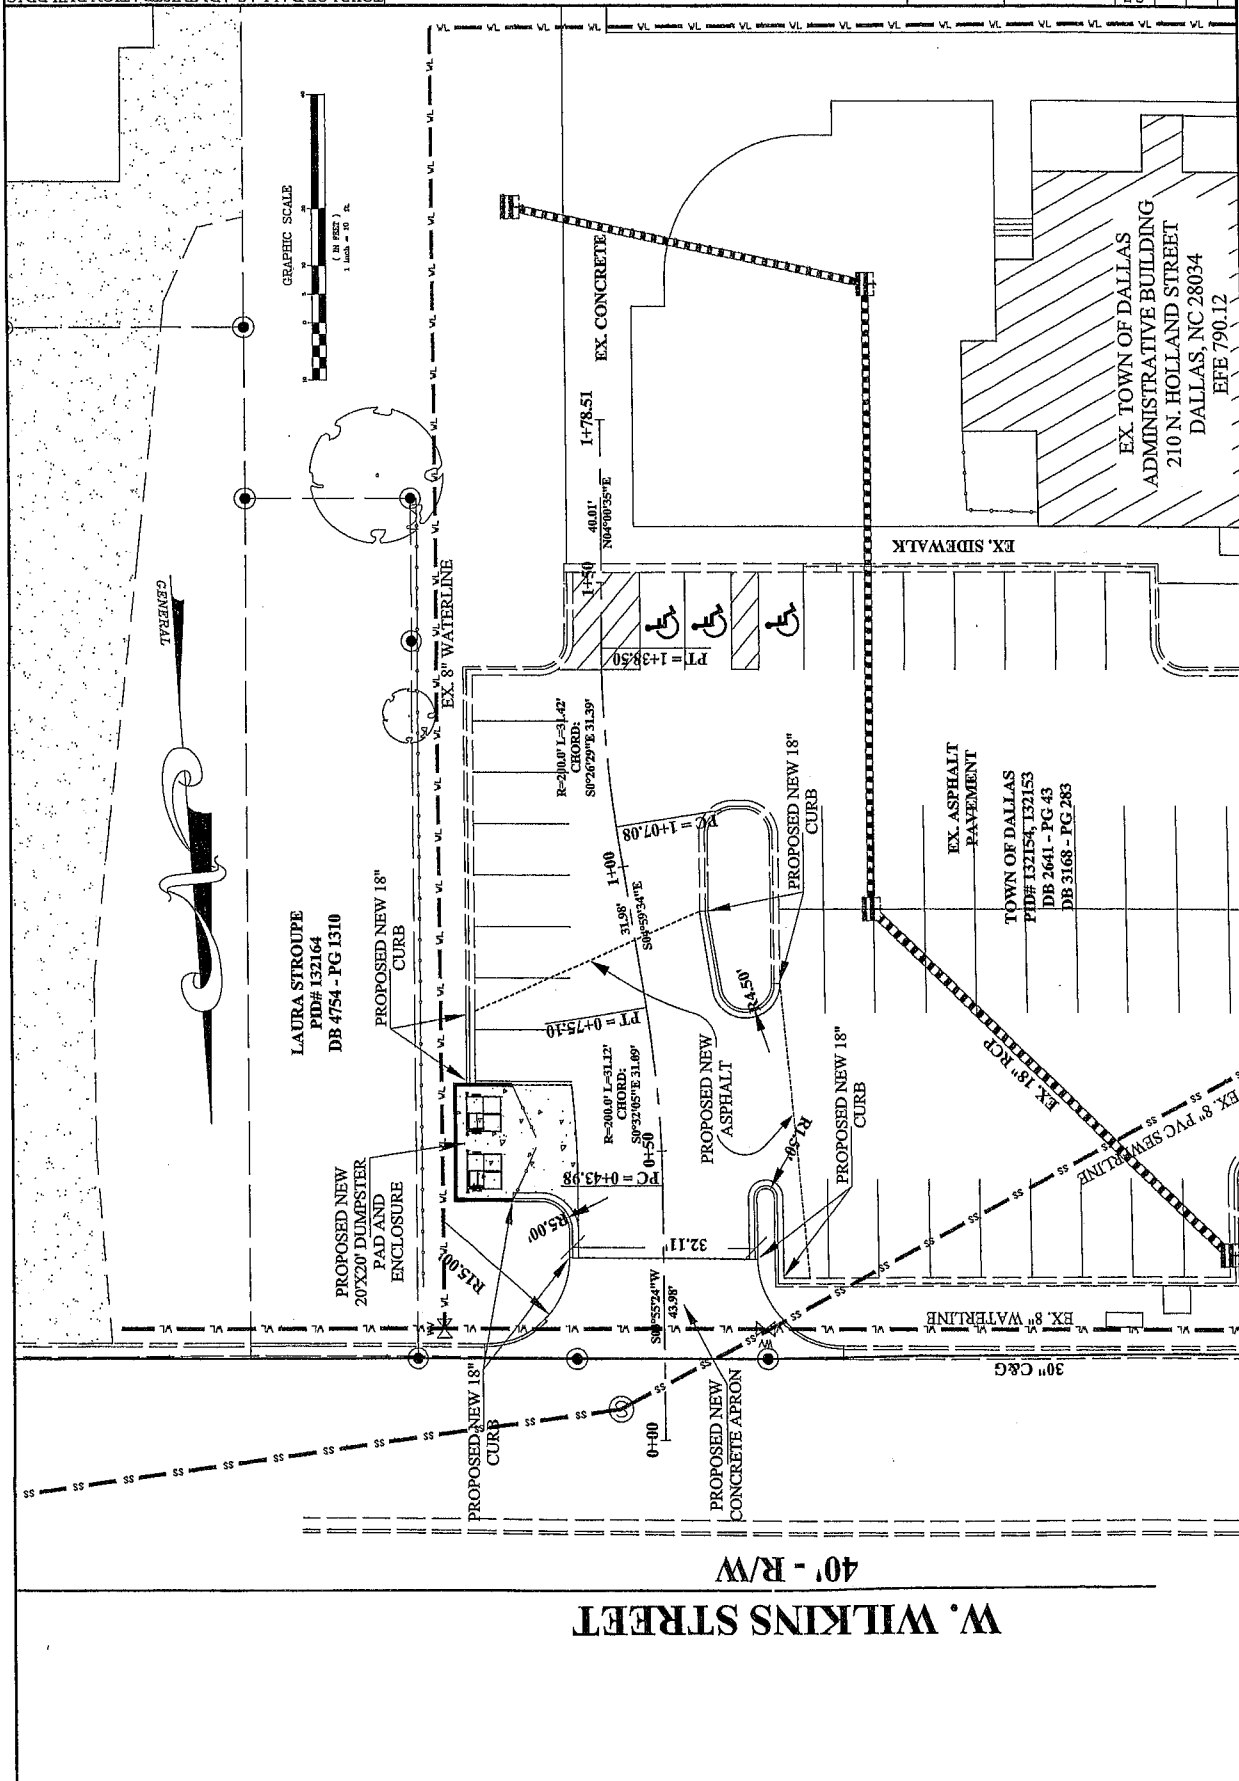 GENERAL
GRAPHIC SCALE
( IN FEET )
1 inch = 10 ft.
LAURA STROUPE
PID# 132164
DB 4754 - PG 1310
PROPOSED NEW 18"
CURB
PROPOSED NEW
20'X20' DUMPSTER
PAD AND
ENCLOSURE
EX. 8" WATERLINE
EX. CONCRETE
1+78.51
40.01'
N04°00'35"E
1+50
PT = 1+38.50
R=200.0' L=31.42'
CHORD:
S0°26'29"E 31.39'
PC = 1+07.08
1+00
31.98'
S04°59'34"E
PT = 0+75.10
R=200.0' L=31.12'
CHORD:
S0°32'05"E 31.09'
0+50
PC = 0+43.98
R5.00'
R15.00'
32.11'
43.98'
0+00
PROPOSED NEW 18"
CURB
PROPOSED NEW
CONCRETE APRON
PROPOSED NEW
ASPHALT
R4.50'
R1.50'
PROPOSED NEW 18"
CURB
PROPOSED NEW 18"
CURB
EX. ASPHALT
PAVEMENT
TOWN OF DALLAS
PID# 132154, 132153
DB 2641 - PG 43
DB 3168 - PG 283
EX. SIDEWALK
EX. TOWN OF DALLAS
ADMINISTRATIVE BUILDING
210 N. HOLLAND STREET
DALLAS, NC 28034
EFE 790.12
EX. 18" RCP
EX. 8" PVC SEWERLINE
EX. 8" WATERLINE
30" C&G
40' - R/W
W. WILKINS STREET